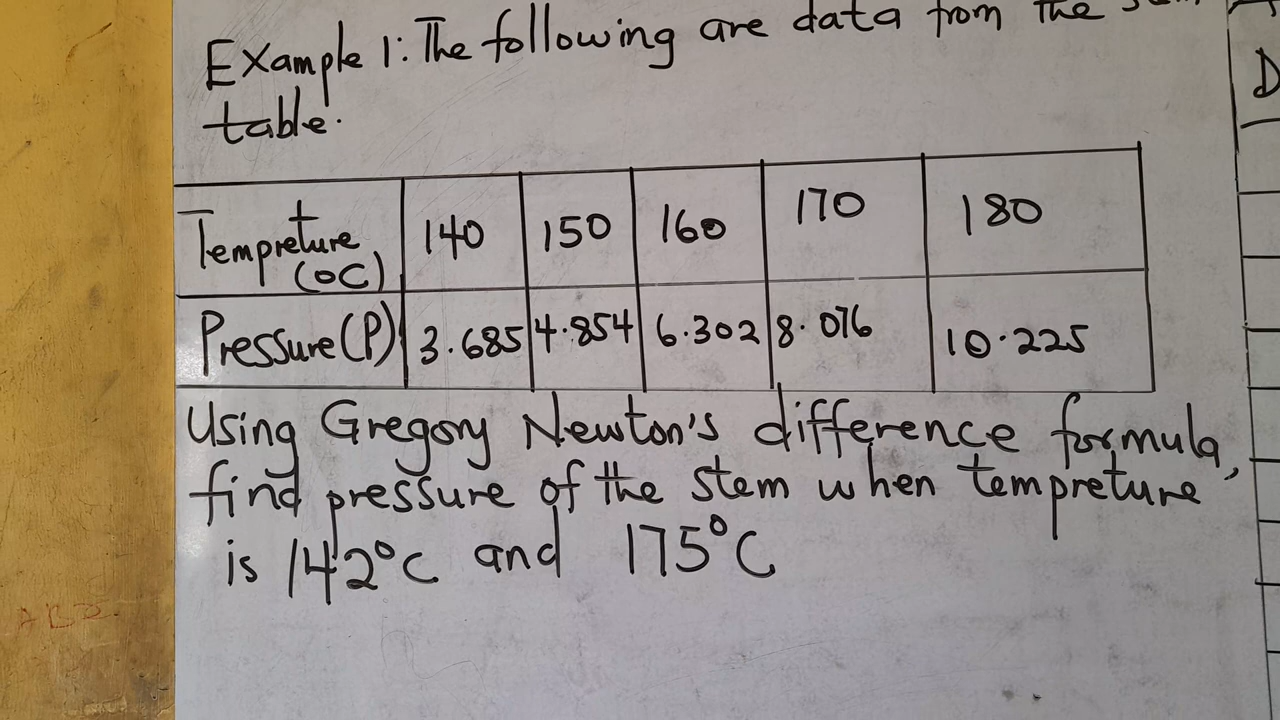 Example 1: The following are data from the
table.
Tempreture (OC) 140 150 160 170 180
Pressure (P) 3.685 4.854 6.302 8.076 10.225
Using Gregory Newton's difference formula,
find pressure of the stem when tempreture
is 142°C and 175°C